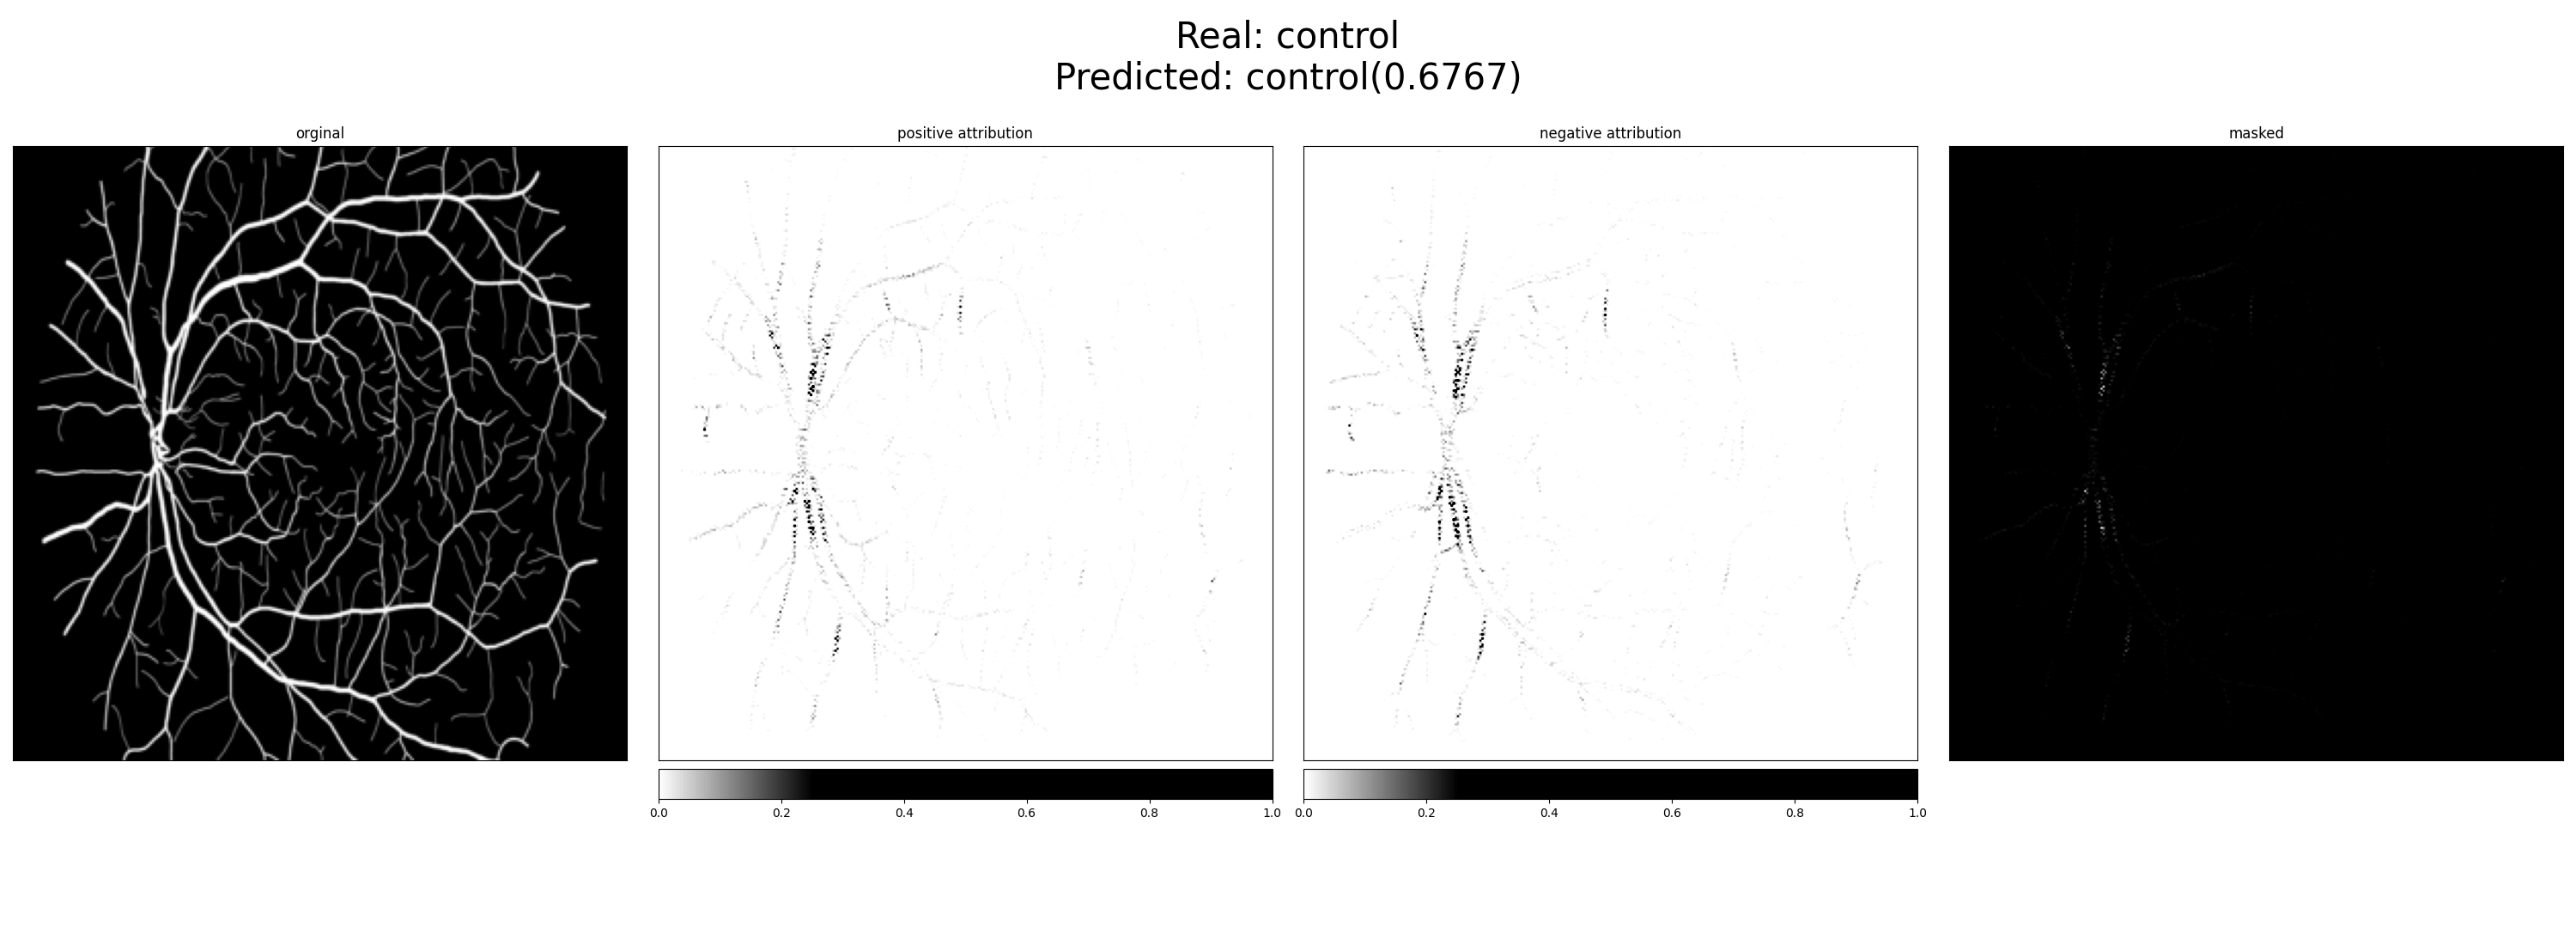 Real: control
Predicted: control(0.6767)
orginal
positive attribution
negative attribution
masked
0.0 0.2 0.4 0.6 0.8 1.0
0.0 0.2 0.4 0.6 0.8 1.0